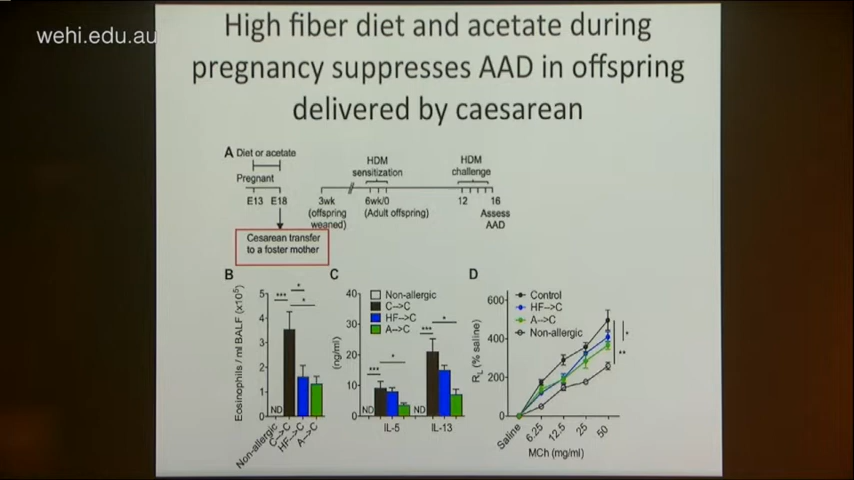 wehi.edu.au
High fiber diet and acetate during
pregnancy suppresses AAD in offspring
delivered by caesarean
A Diet or acetate
Pregnant
E13 E18
HDM
sensitization
HDM
challenge
3wk
(offspring
weaned)
6wk/0
(Adult offspring)
12 16
Assess
AAD
Cesarean transfer
to a foster mother
B
Eosinophils / ml BALF (x10⁵)
5
4
3
2
1
0
ND
***
*
*
Non-allergic
C-->C
HF-->C
A-->C
C
(ng/ml)
40
30
20
10
0
Non-allergic
C-->C
HF-->C
A-->C
ND
***
*
ND
***
*
IL-5
IL-13
D
R_L (% saline)
600
400
200
0
Control
HF-->C
A-->C
Non-allergic
*
**
Saline
6.25
12.5
25
50
MCh (mg/ml)